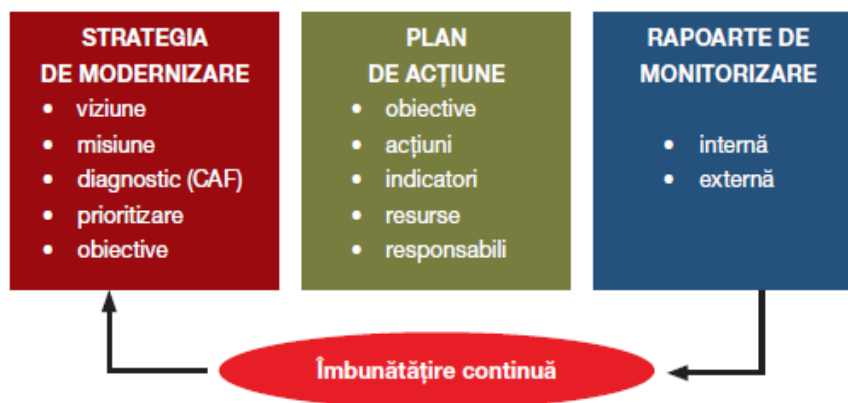 STRATEGIA
DE MODERNIZARE
• viziune
• misiune
• diagnostic (CAF)
• prioritizare
• obiective
PLAN
DE ACȚIUNE
• obiective
• acțiuni
• indicatori
• resurse
• responsabili
RAPOARTE DE
MONITORIZARE
• internă
• externă
Îmbunătățire continuă